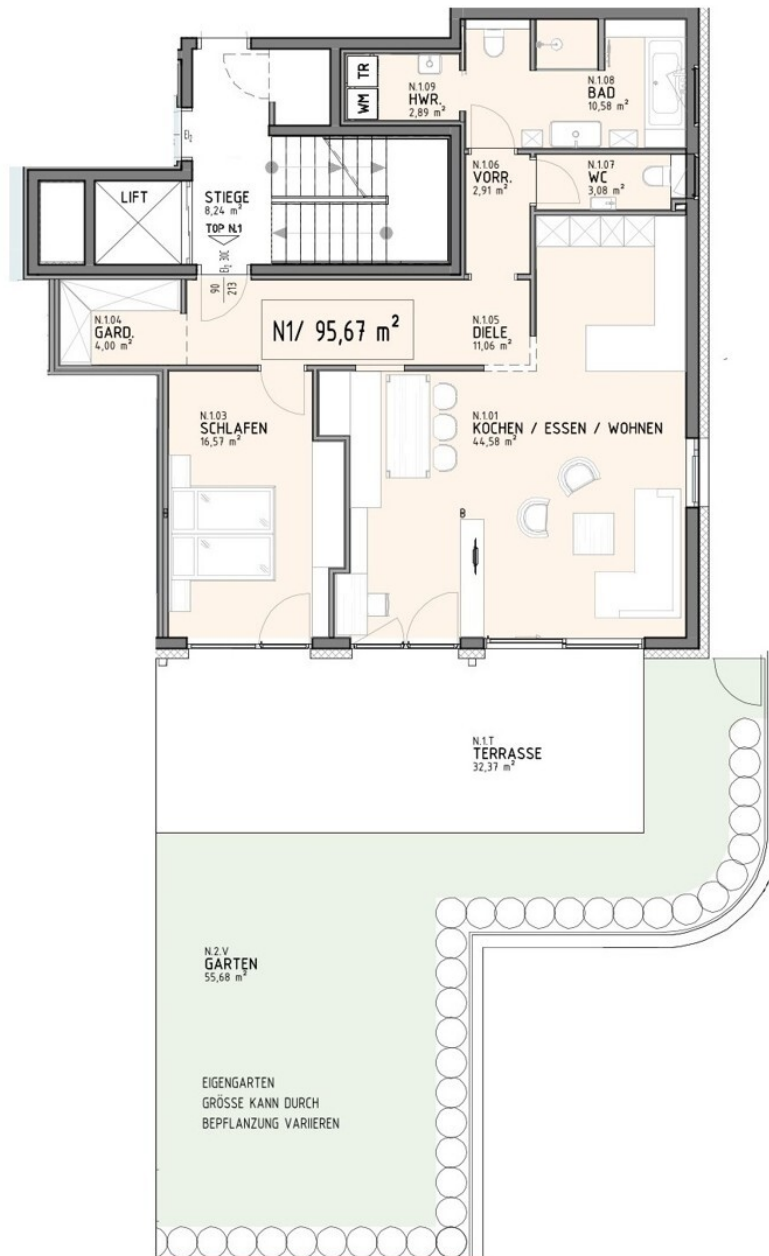 TR
WM
N.1.09
HWR.
2,89 m²
N.1.08
BAD
10,58 m²
N.1.06
VORR.
2,91 m²
N.1.07
WC
3,08 m²
LIFT
STIEGE
8,24 m²
TOP N.1
EI₂
EI₂ 30C
90
213
N.1.04
GARD.
4,00 m²
N1/ 95,67 m²
N.1.05
DIELE
11,06 m²
N.1.03
SCHLAFEN
16,57 m²
N.1.01
KOCHEN / ESSEN / WOHNEN
44,58 m²
N.1.T
TERRASSE
32,37 m²
N.2.V
GARTEN
55,68 m²
EIGENGARTEN
GRÖSSE KANN DURCH
BEPFLANZUNG VARIIEREN